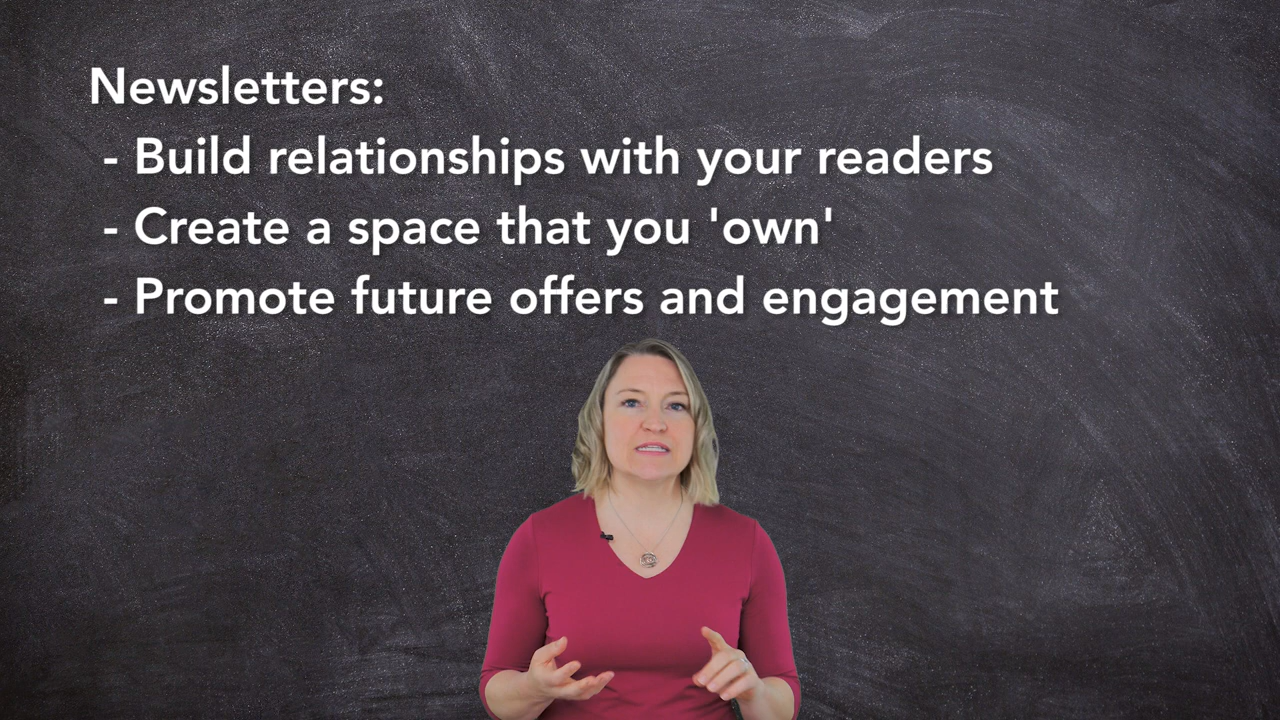 Newsletters:
- Build relationships with your readers
- Create a space that you 'own'
- Promote future offers and engagement